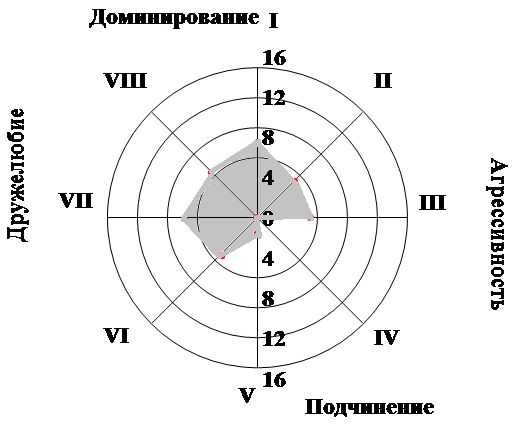 Доминирование I
16
VIII
II
12
8
Дружелюбие
Агрессивность
4
VII
III
0
4
8
VI
IV
12
16
V
Подчинение